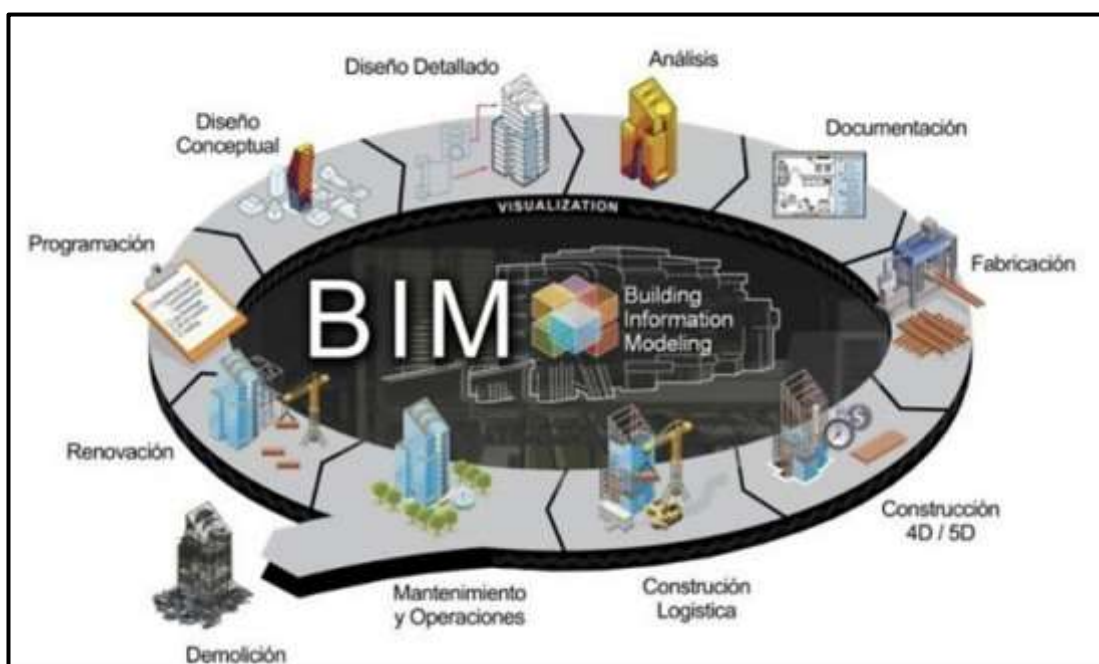 Diseño Detallado
Análisis
Diseño
Conceptual
Documentación
VISUALIZATION
Programación
Fabricación
BIM
Building
Information
Modeling
Renovación
Construcción
4D / 5D
Mantenimiento
y Operaciones
Construción
Logistica
Demolición